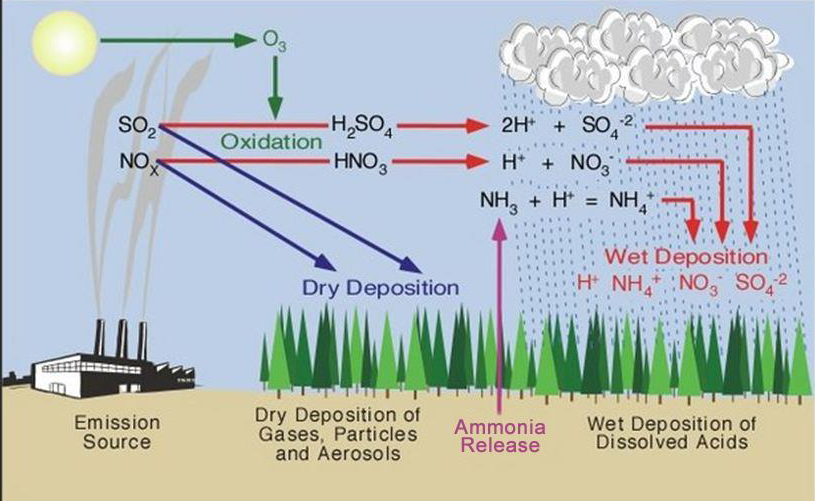 O₃
SO₂ H₂SO₄ 2H⁺ + SO₄⁻²
Oxidation
NOₓ HNO₃ H⁺ + NO₃⁻
NH₃ + H⁺ = NH₄⁺
Wet Deposition
H⁺ NH₄⁺ NO₃⁻ SO₄⁻²
Dry Deposition
Emission
Source
Dry Deposition of
Gases, Particles
and Aerosols
Ammonia
Release
Wet Deposition of
Dissolved Acids